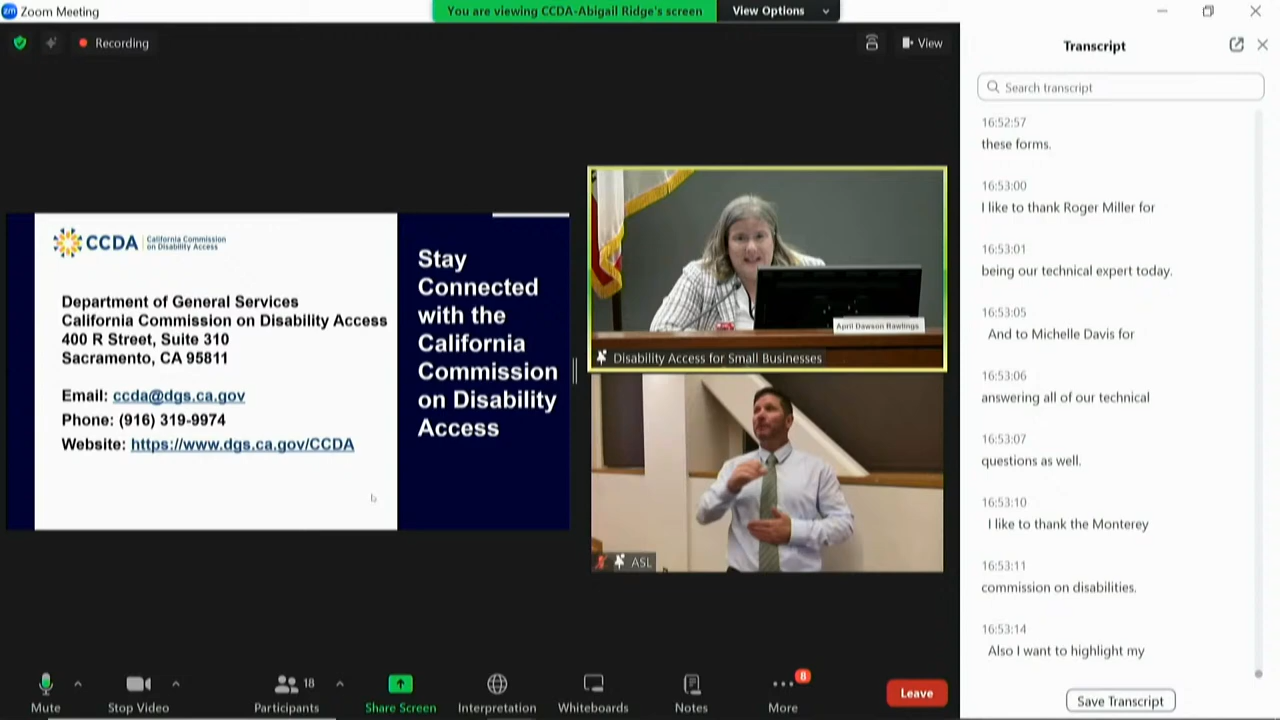 zm Zoom Meeting
You are viewing CCDA-Abigail Ridge's screen
View Options
Recording
View
Transcript
Search transcript
16:52:57
these forms.
16:53:00
I like to thank Roger Miller for
16:53:01
being our technical expert today.
16:53:05
And to Michelle Davis for
16:53:06
answering all of our technical
16:53:07
questions as well.
16:53:10
I like to thank the Monterey
16:53:11
commission on disabilities.
16:53:14
Also I want to highlight my
Save Transcript
CCDA
California Commission
on Disability Access
Department of General Services
California Commission on Disability Access
400 R Street, Suite 310
Sacramento, CA 95811
Email: ccda@dgs.ca.gov
Phone: (916) 319-9974
Website: https://www.dgs.ca.gov/CCDA
Stay
Connected
with the
California
Commission
on Disability
Access
April Dawson Rawlings
Disability Access for Small Businesses
ASL
Mute
Stop Video
18
Participants
Share Screen
Interpretation
Whiteboards
Notes
8
More
Leave